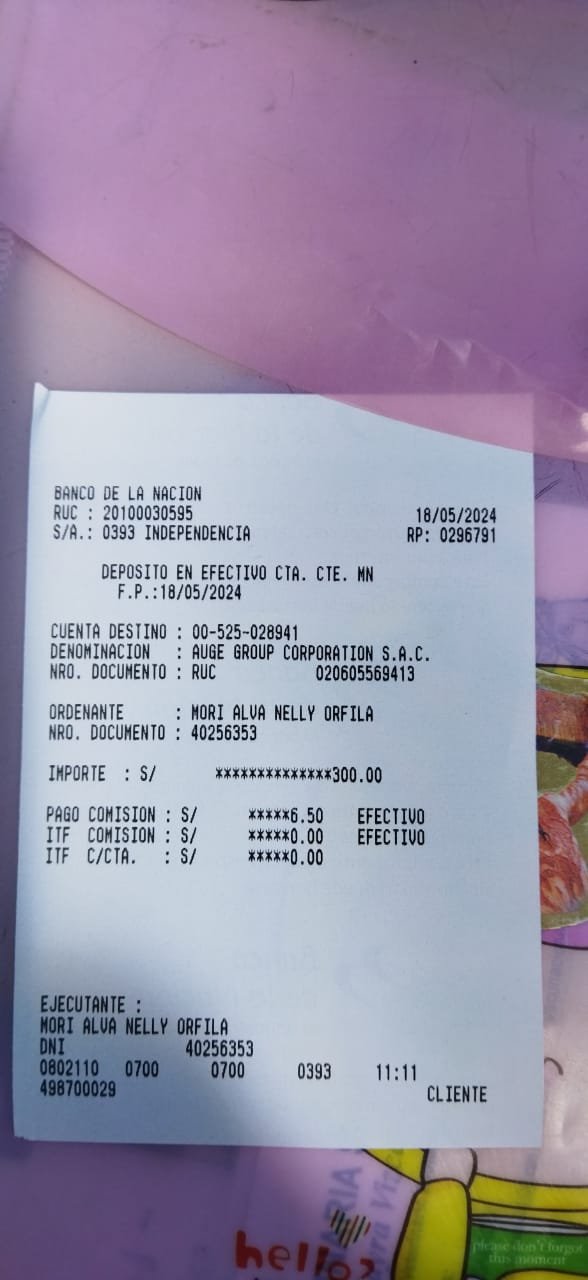 BANCO DE LA NACION
RUC : 20100030595 18/05/2024
S/A.: 0393 INDEPENDENCIA RP: 0296791
DEPOSITO EN EFECTIVO CTA. CTE. MN
F.P.:18/05/2024
CUENTA DESTINO : 00-525-028941
DENOMINACION : AUGE GROUP CORPORATION S.A.C.
NRO. DOCUMENTO : RUC 020605569413
ORDENANTE : MORI ALVA NELLY ORFILA
NRO. DOCUMENTO : 40256353
IMPORTE : S/ **************300.00
PAGO COMISION : S/ *****6.50 EFECTIVO
ITF COMISION : S/ *****0.00 EFECTIVO
ITF C/CTA. : S/ *****0.00
EJECUTANTE :
MORI ALVA NELLY ORFILA
DNI 40256353
0802110 0700 0700 0393 11:11
498700029 CLIENTE
hello?
please don't forgot
this moment